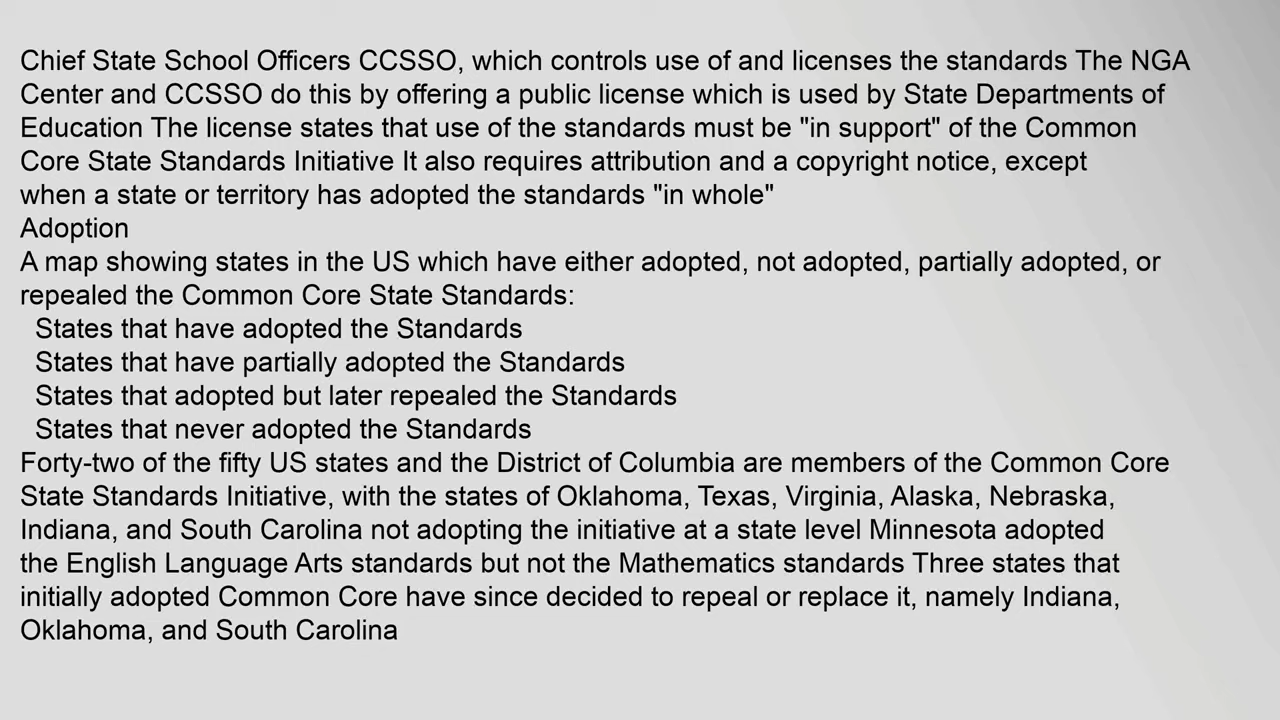 Chief State School Officers CCSSO, which controls use of and licenses the standards The NGA
Center and CCSSO do this by offering a public license which is used by State Departments of
Education The license states that use of the standards must be "in support" of the Common
Core State Standards Initiative It also requires attribution and a copyright notice, except
when a state or territory has adopted the standards "in whole"
Adoption
A map showing states in the US which have either adopted, not adopted, partially adopted, or
repealed the Common Core State Standards:
States that have adopted the Standards
States that have partially adopted the Standards
States that adopted but later repealed the Standards
States that never adopted the Standards
Forty-two of the fifty US states and the District of Columbia are members of the Common Core
State Standards Initiative, with the states of Oklahoma, Texas, Virginia, Alaska, Nebraska,
Indiana, and South Carolina not adopting the initiative at a state level Minnesota adopted
the English Language Arts standards but not the Mathematics standards Three states that
initially adopted Common Core have since decided to repeal or replace it, namely Indiana,
Oklahoma, and South Carolina